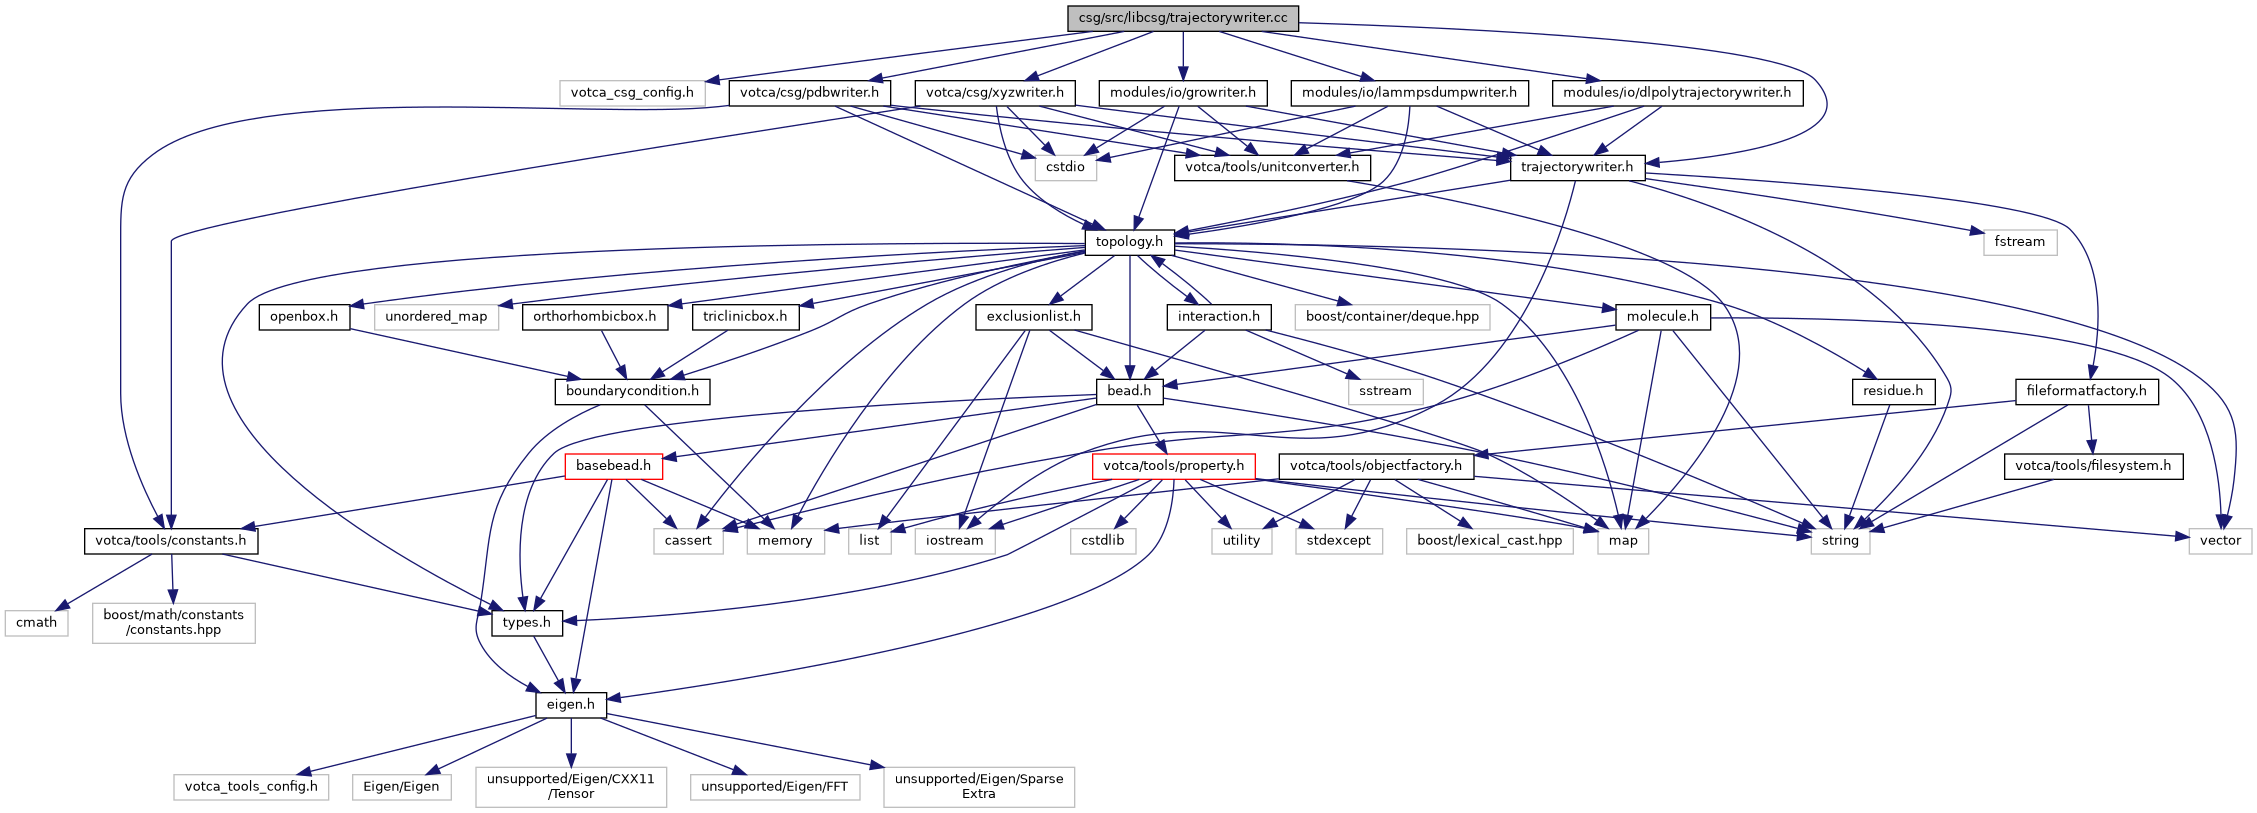 csg/src/libcsg/trajectorywriter.cc
votca_csg_config.h
votca/csg/pdbwriter.h
votca/csg/xyzwriter.h
modules/io/growriter.h
modules/io/lammpsdumpwriter.h
modules/io/dlpolytrajectorywriter.h
cstdio
votca/tools/unitconverter.h
trajectorywriter.h
topology.h
fstream
openbox.h
unordered_map
orthorhombicbox.h
triclinicbox.h
exclusionlist.h
interaction.h
boost/container/deque.hpp
molecule.h
boundarycondition.h
bead.h
sstream
residue.h
fileformatfactory.h
basebead.h
votca/tools/property.h
votca/tools/objectfactory.h
votca/tools/filesystem.h
votca/tools/constants.h
cassert
memory
list
iostream
cstdlib
utility
stdexcept
boost/lexical_cast.hpp
map
string
vector
cmath
boost/math/constants
/constants.hpp
types.h
eigen.h
votca_tools_config.h
Eigen/Eigen
unsupported/Eigen/CXX11
/Tensor
unsupported/Eigen/FFT
unsupported/Eigen/Sparse
Extra